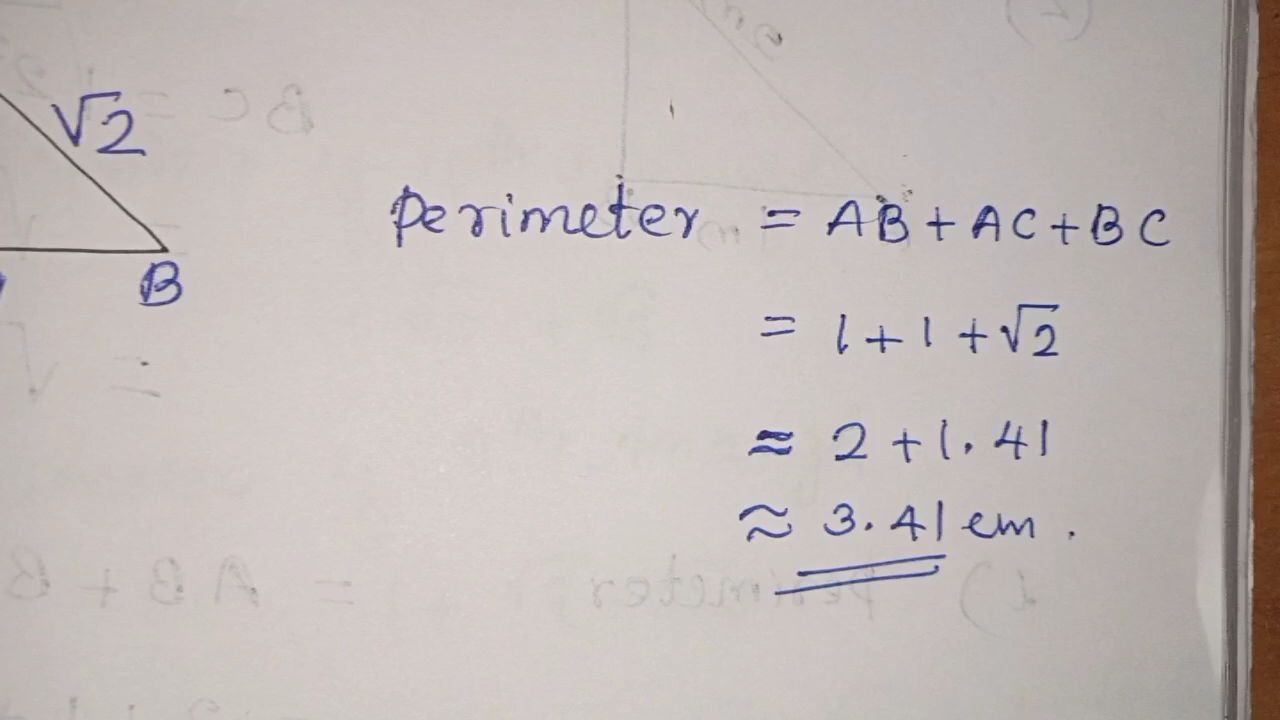 √2
B
Perimeter = AB + AC + BC
= 1 + 1 + √2
≈ 2 + 1.41
≈ 3.41 cm.